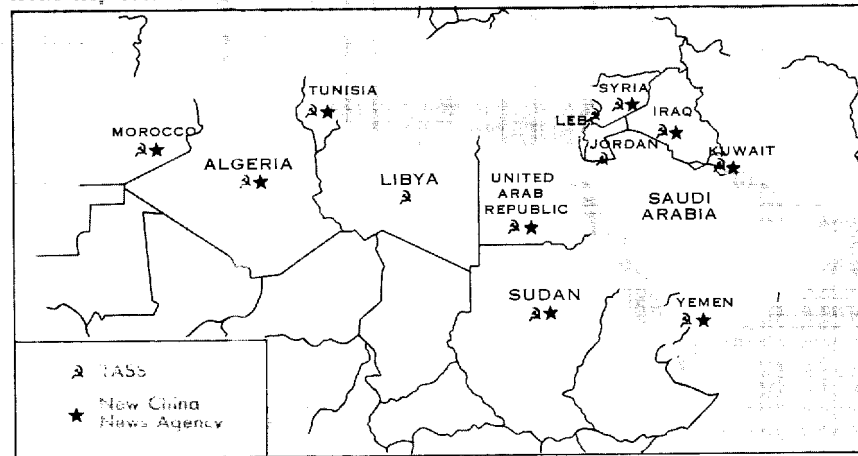 TUNISIA
SYRIA
LEB
IRAQ
MOROCCO
JORDAN
KUWAIT
ALGERIA
LIBYA
UNITED
ARAB
REPUBLIC
SAUDI
ARABIA
SUDAN
YEMEN
TASS
New China
News Agency